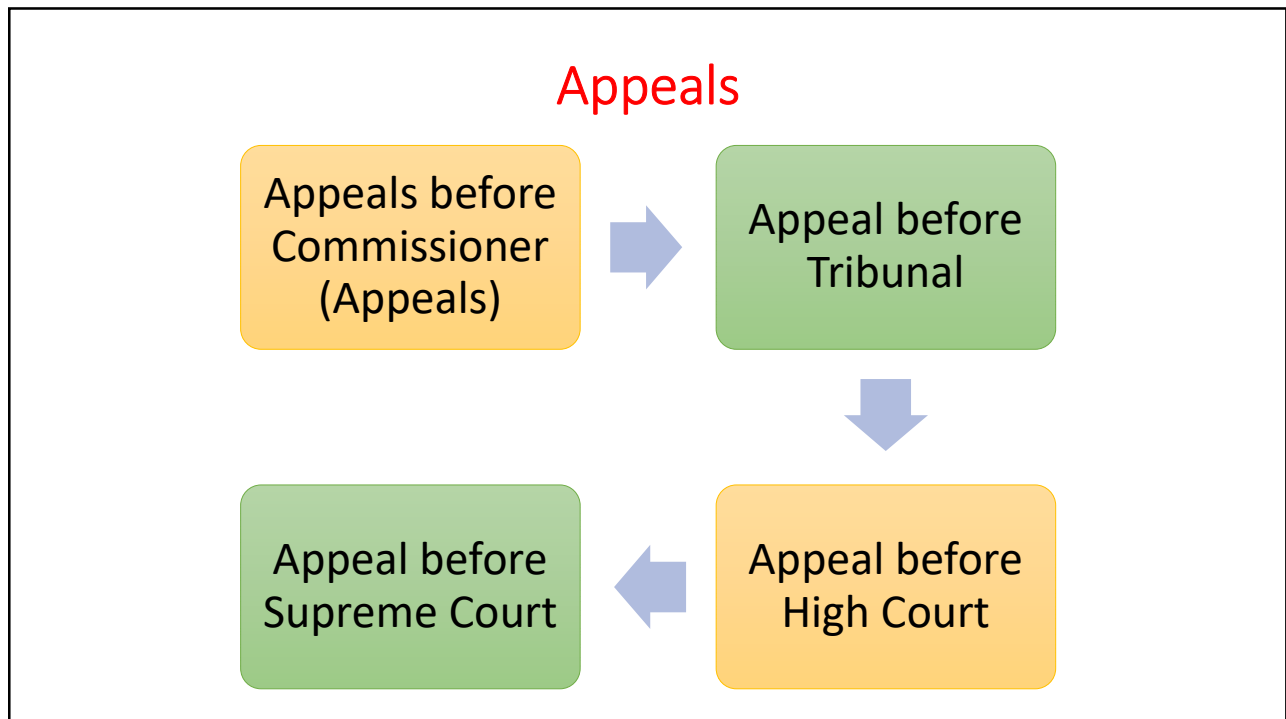 Appeals
Appeals before
Commissioner
(Appeals)
Appeal before
Tribunal
Appeal before
High Court
Appeal before
Supreme Court